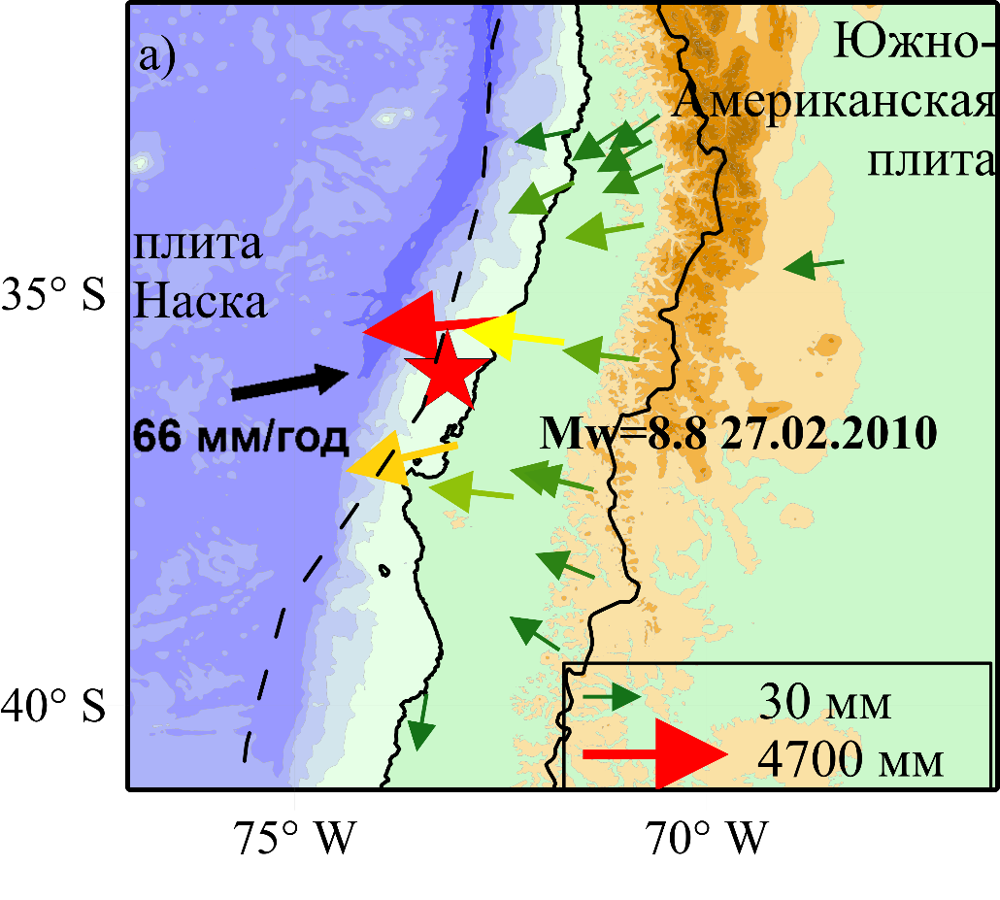 а)
Южно-
Американская
плита
плита
Наска
35° S
66 мм/год
Mw=8.8 27.02.2010
40° S
30 мм
4700 мм
75° W
70° W